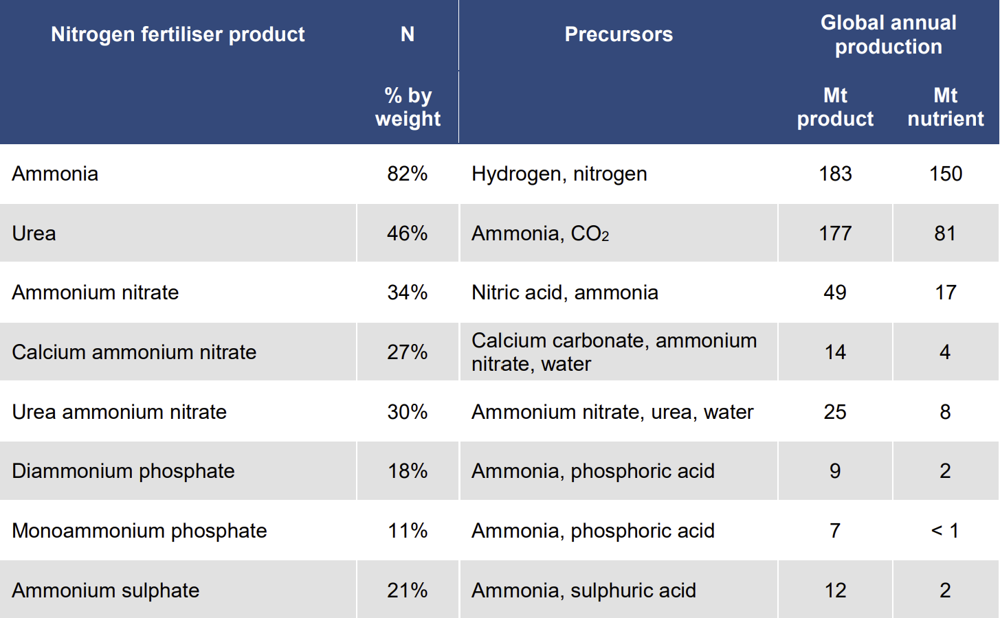 Nitrogen fertiliser product N Precursors Global annual
production
% by
weight Mt
product Mt
nutrient
Ammonia 82% Hydrogen, nitrogen 183 150
Urea 46% Ammonia, CO₂ 177 81
Ammonium nitrate 34% Nitric acid, ammonia 49 17
Calcium ammonium nitrate 27% Calcium carbonate, ammonium
nitrate, water 14 4
Urea ammonium nitrate 30% Ammonium nitrate, urea, water 25 8
Diammonium phosphate 18% Ammonia, phosphoric acid 9 2
Monoammonium phosphate 11% Ammonia, phosphoric acid 7 < 1
Ammonium sulphate 21% Ammonia, sulphuric acid 12 2